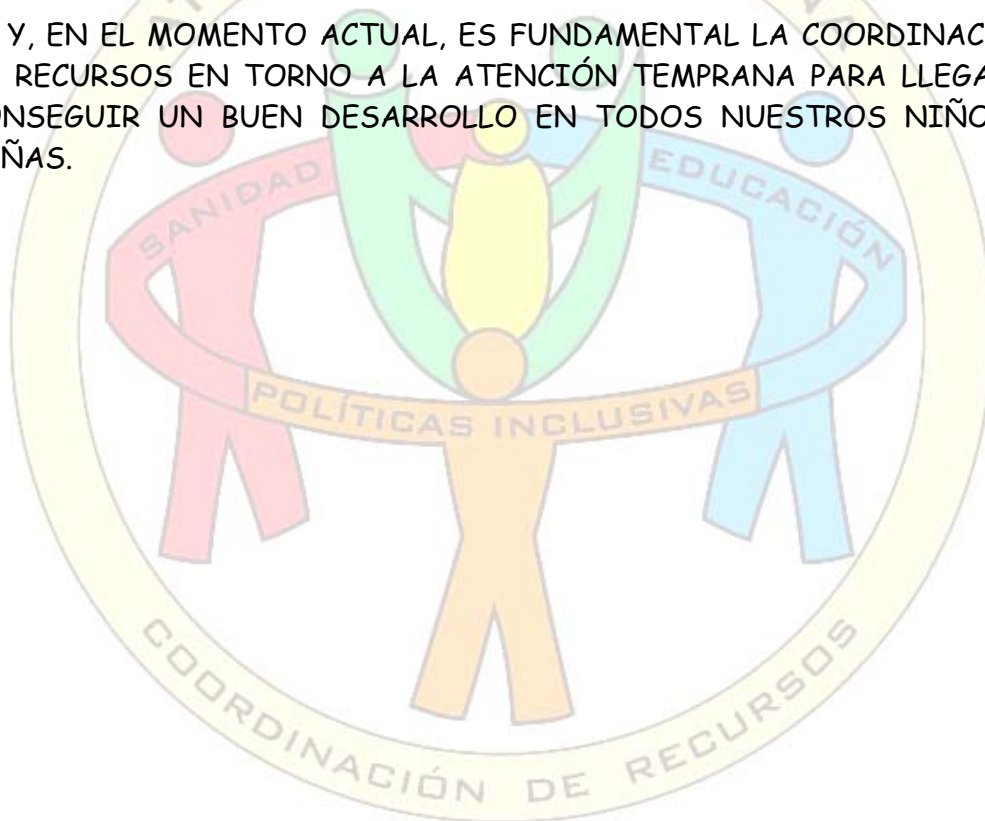 Y, EN EL MOMENTO ACTUAL, ES FUNDAMENTAL LA COORDINAC
RECURSOS EN TORNO A LA ATENCIÓN TEMPRANA PARA LLEGA
NSEGUIR UN BUEN DESARROLLO EN TODOS NUESTROS NIÑO
ÑAS.
SANIDAD
EDUCACIÓN
POLÍTICAS INCLUSIVAS
COORDINACIÓN DE RECURSOS